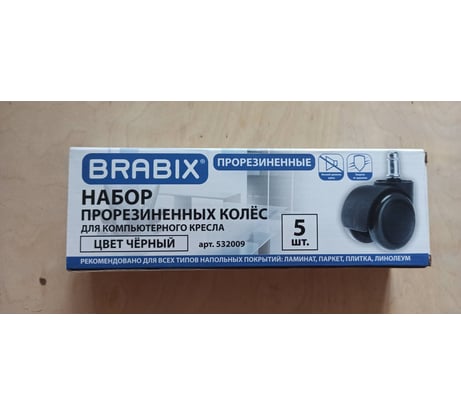 BRABIX®
ПРОРЕЗИНЕННЫЕ
НАБОР
ПРОРЕЗИНЕННЫХ КОЛЁС
ДЛЯ КОМПЬЮТЕРНОГО КРЕСЛА
ЦВЕТ ЧЁРНЫЙ
арт. 532009
5
шт.
РЕКОМЕНДОВАНО ДЛЯ ВСЕХ ТИПОВ НАПОЛЬНЫХ ПОКРЫТИЙ: ЛАМИНАТ, ПАРКЕТ, ПЛИТКА, ЛИНОЛЕУМ